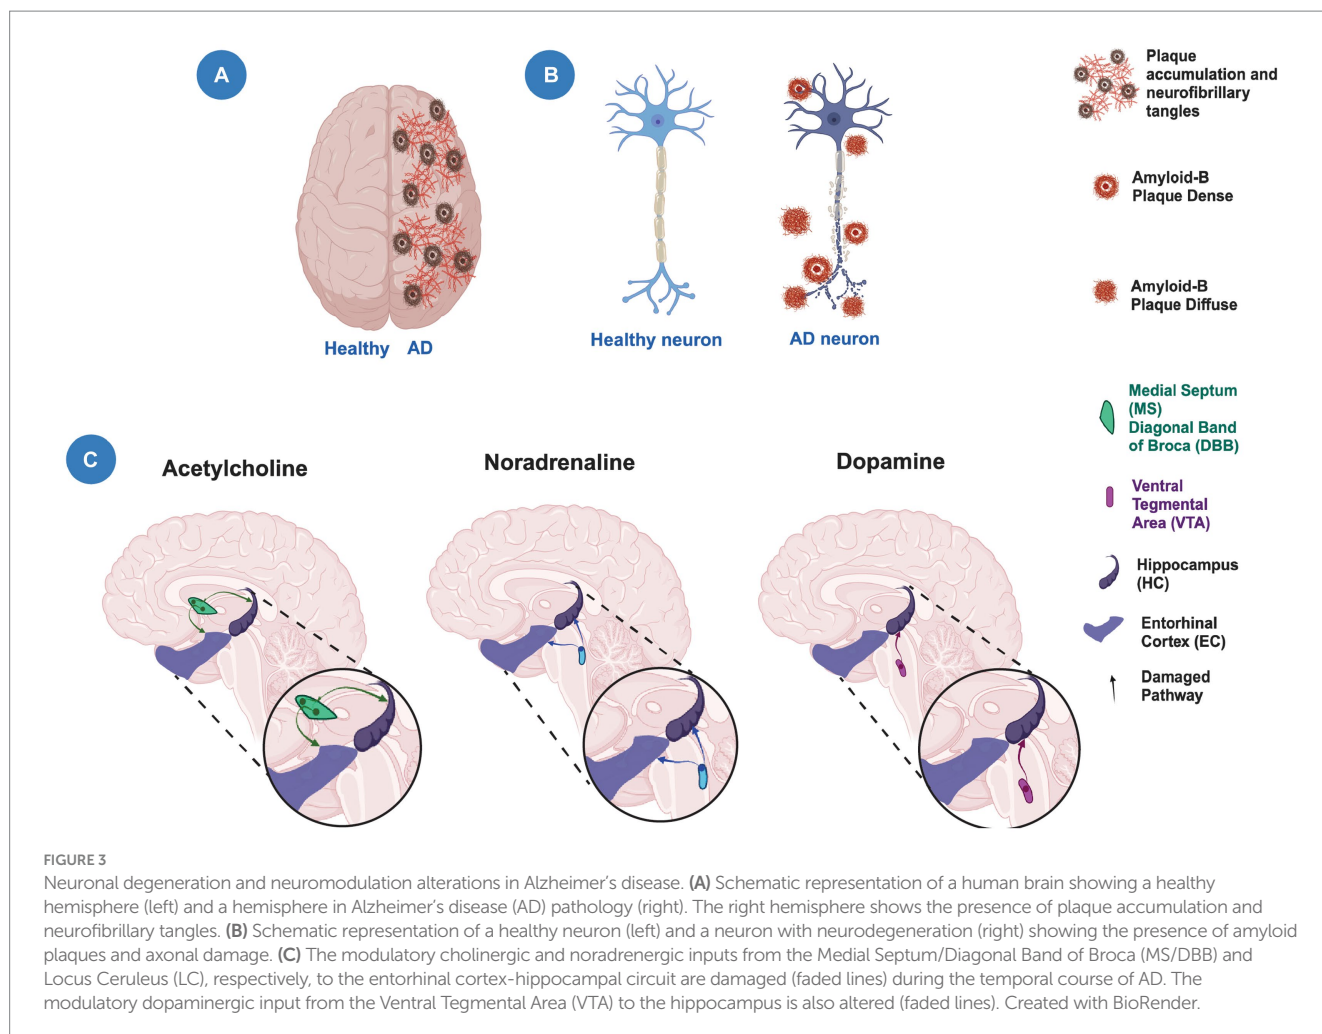 A
B
Healthy
AD
Healthy neuron
AD neuron
Plaque
accumulation and
neurofibrillary
tangles
Amyloid-B
Plaque Dense
Amyloid-B
Plaque Diffuse
Medial Septum
(MS)
Diagonal Band
of Broca (DBB)
Ventral
Tegmental
Area (VTA)
Hippocampus
(HC)
Entorhinal
Cortex (EC)
Damaged
Pathway
C
Acetylcholine
Noradrenaline
Dopamine
FIGURE 3
Neuronal degeneration and neuromodulation alterations in Alzheimer's disease. (A) Schematic representation of a human brain showing a healthy
hemisphere (left) and a hemisphere in Alzheimer's disease (AD) pathology (right). The right hemisphere shows the presence of plaque accumulation and
neurofibrillary tangles. (B) Schematic representation of a healthy neuron (left) and a neuron with neurodegeneration (right) showing the presence of amyloid
plaques and axonal damage. (C) The modulatory cholinergic and noradrenergic inputs from the Medial Septum/Diagonal Band of Broca (MS/DBB) and
Locus Ceruleus (LC), respectively, to the entorhinal cortex-hippocampal circuit are damaged (faded lines) during the temporal course of AD. The
modulatory dopaminergic input from the Ventral Tegmental Area (VTA) to the hippocampus is also altered (faded lines). Created with BioRender.